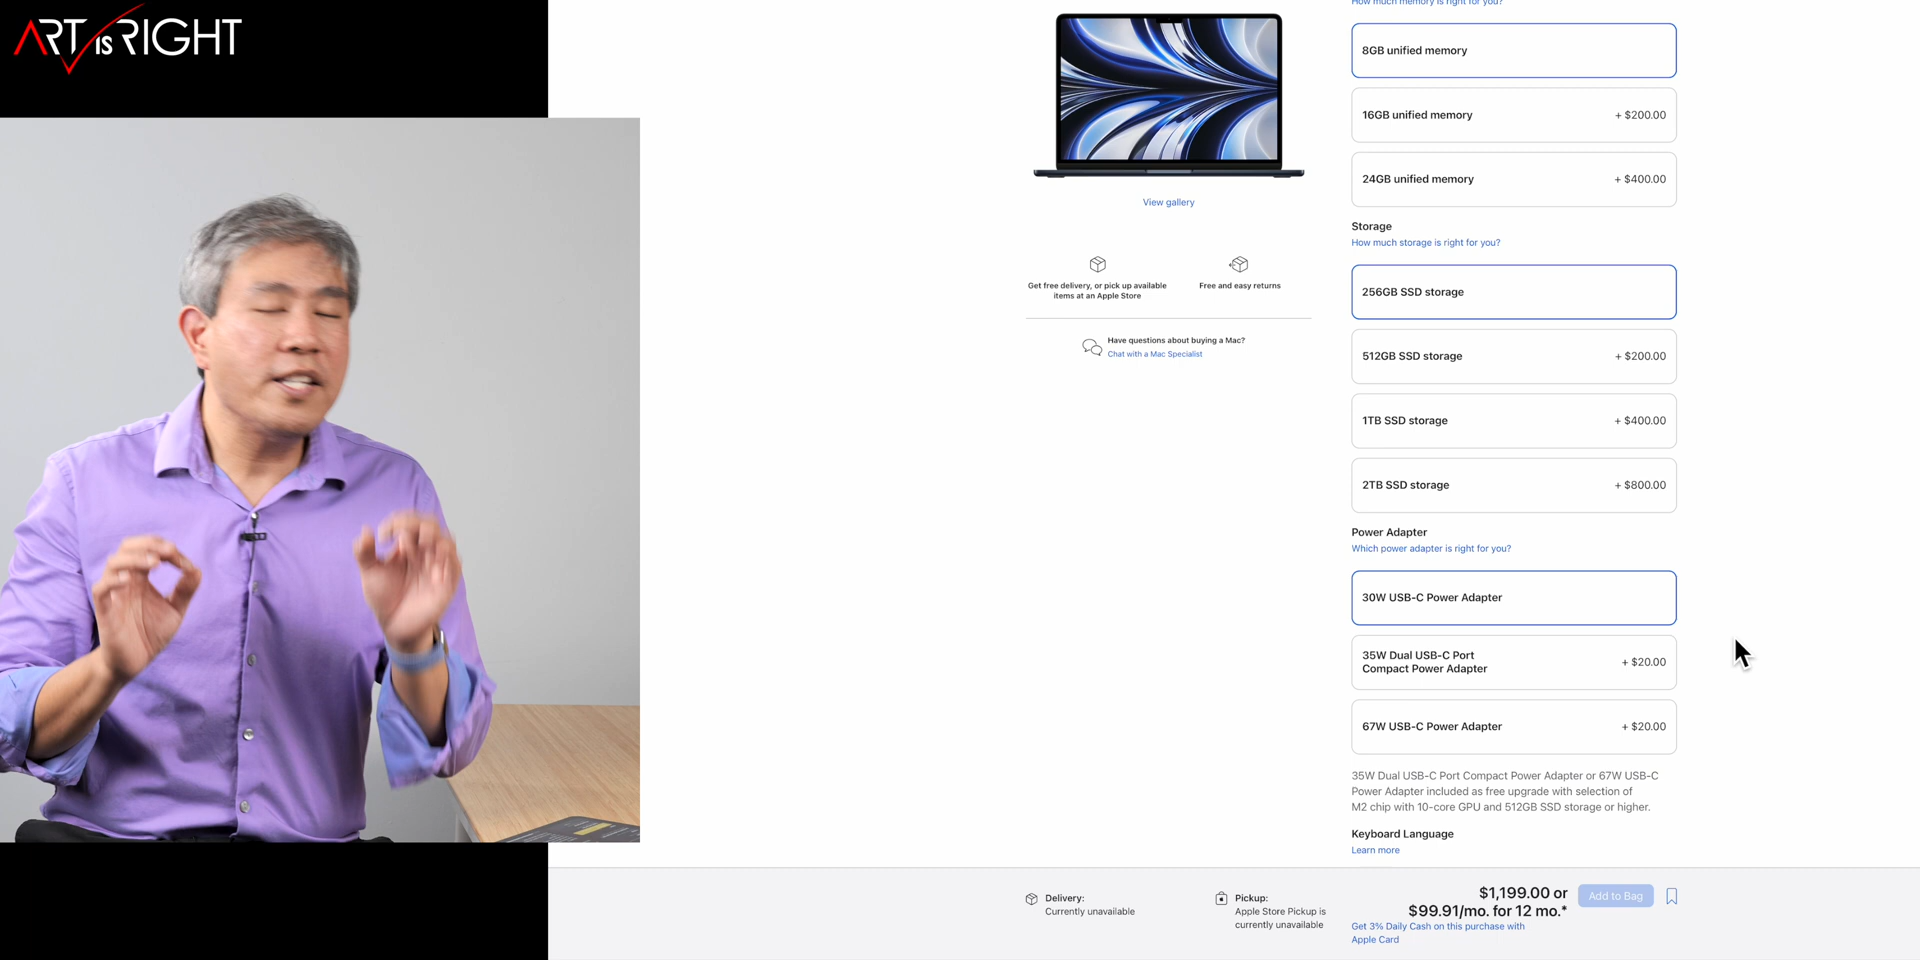 ART is RIGHT
How much memory is right for you?
8GB unified memory
16GB unified memory + $200.00
24GB unified memory + $400.00
View gallery
Storage
How much storage is right for you?
Get free delivery, or pick up available
items at an Apple Store
Free and easy returns
256GB SSD storage
Have questions about buying a Mac?
Chat with a Mac Specialist
512GB SSD storage + $200.00
1TB SSD storage + $400.00
2TB SSD storage + $800.00
Power Adapter
Which power adapter is right for you?
30W USB-C Power Adapter
35W Dual USB-C Port
Compact Power Adapter + $20.00
67W USB-C Power Adapter + $20.00
35W Dual USB-C Port Compact Power Adapter or 67W USB-C
Power Adapter included as free upgrade with selection of
M2 chip with 10-core GPU and 512GB SSD storage or higher.
Keyboard Language
Learn more
Delivery:
Currently unavailable
Pickup:
Apple Store Pickup is
currently unavailable
$1,199.00 or
$99.91/mo. for 12 mo.*
Get 3% Daily Cash on this purchase with
Apple Card
Add to Bag